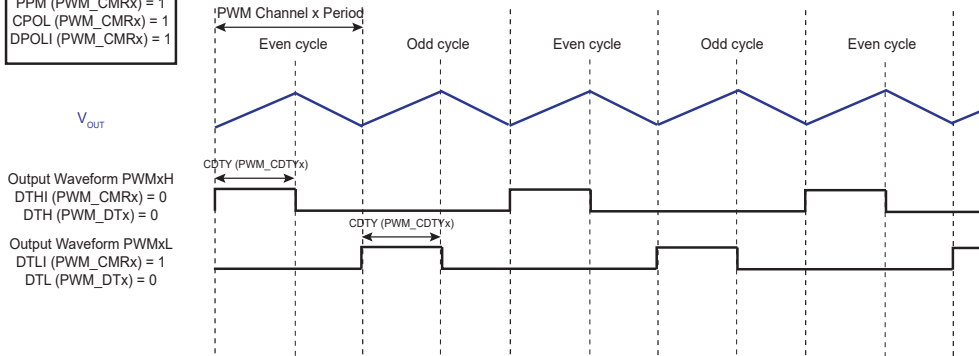 PPM (PWM_CMRx) = 1
CPOL (PWM_CMRx) = 1
DPOLI (PWM_CMRx) = 1
PWM Channel x Period
Even cycle
Odd cycle
Even cycle
Odd cycle
Even cycle
VOUT
CDTY (PWM_CDTYx)
Output Waveform PWMxH
DTHI (PWM_CMRx) = 0
DTH (PWM_DTx) = 0
CDTY (PWM_CDTYx)
Output Waveform PWMxL
DTLI (PWM_CMRx) = 1
DTL (PWM_DTx) = 0